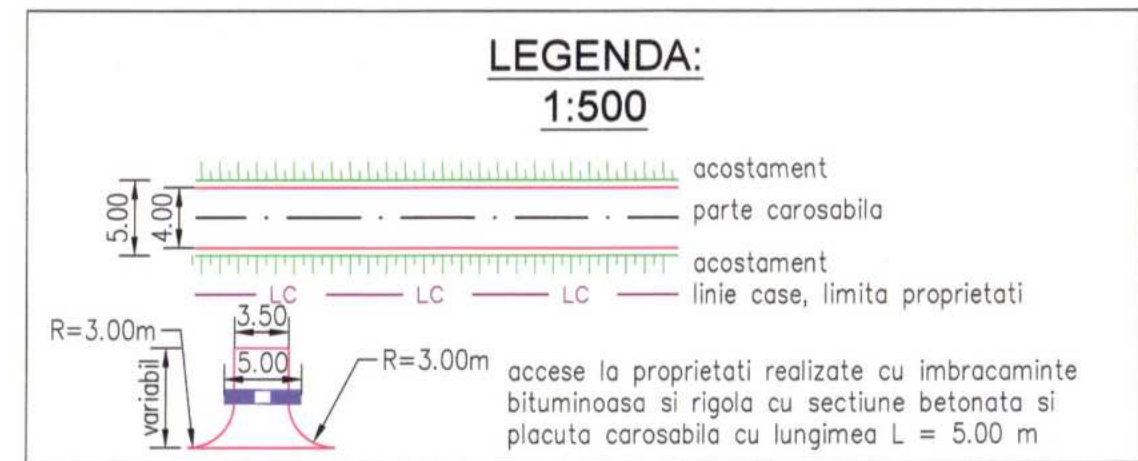 LEGENDA:
1:500
acostament
5.00
4.00
parte carosabila
acostament
LC LC LC
linie case, limita proprietati
3.50
R=3.00m
5.00
R=3.00m
variabil
accese la proprietati realizate cu imbracaminte
bituminoasa si rigola cu sectiune betonata si
placuta carosabila cu lungimea L = 5.00 m